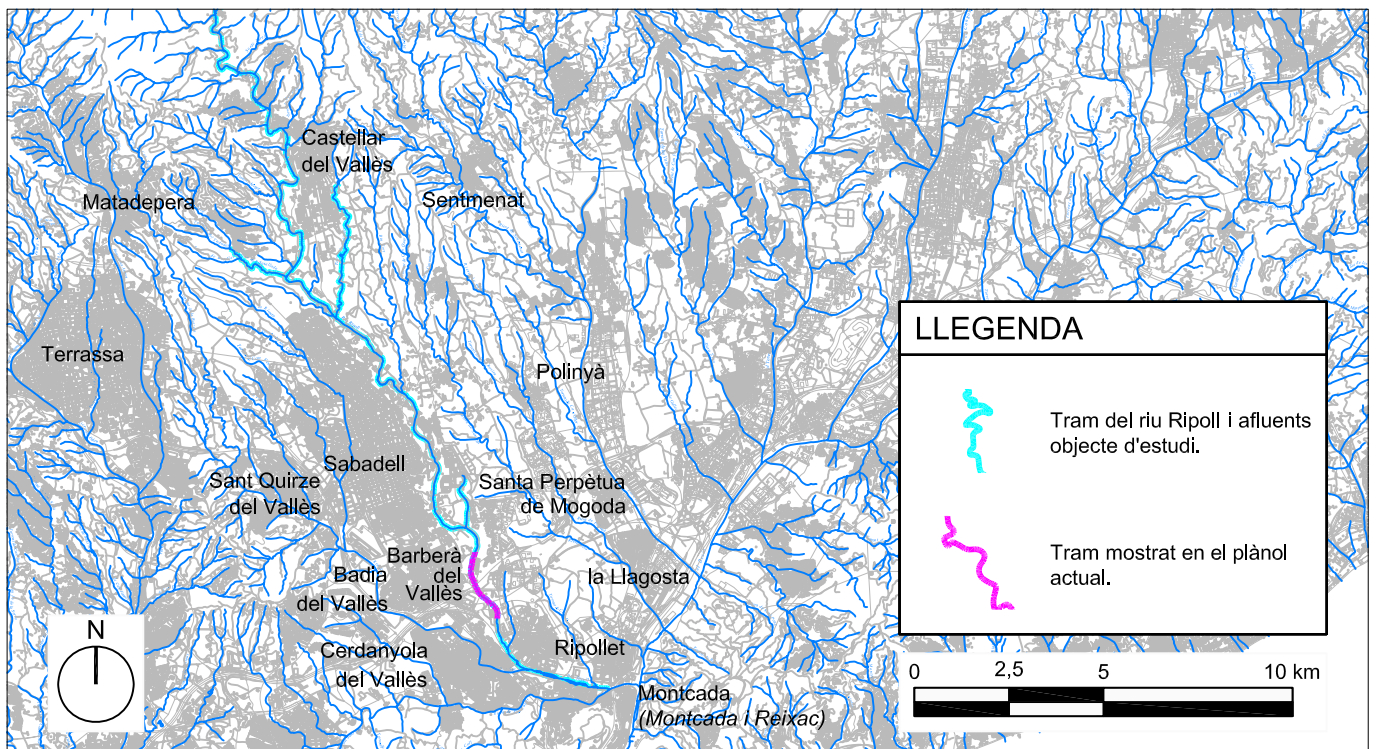 Castellar
del Vallès
Matadepera
Sentmenat
Terrassa
Polinyà
Sabadell
Sant Quirze
del Vallès
Santa Perpètua
de Mogoda
Barberà
del
Vallès
Badia
del Vallès
la Llagosta
Cerdanyola
del Vallès
Ripollet
Montcada
(Montcada i Reixac)
N
LLEGENDA
Tram del riu Ripoll i afluents
objecte d'estudi.
Tram mostrat en el plànol
actual.
0 2,5 5 10 km